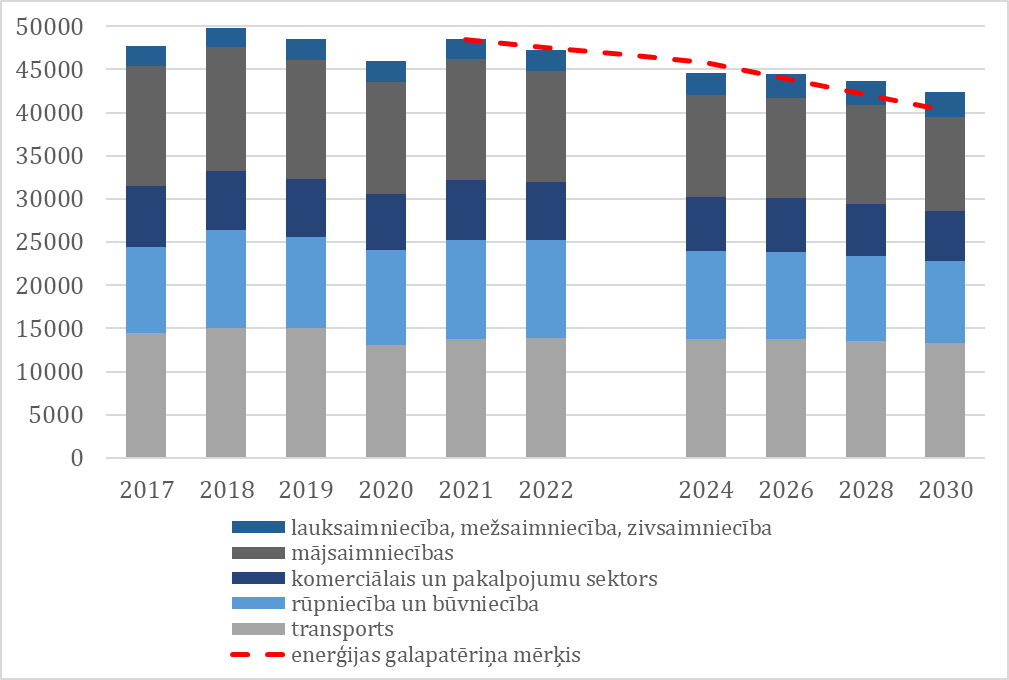 50000
45000
40000
35000
30000
25000
20000
15000
10000
5000
0
2017 2018 2019 2020 2021 2022 2024 2026 2028 2030
lauksaimniecība, mežsaimniecība, zivsaimniecība
mājsaimniecības
komerciālais un pakalpojumu sektors
rūpniecība un būvniecība
transports
enerģijas galapatēriņa mērķis